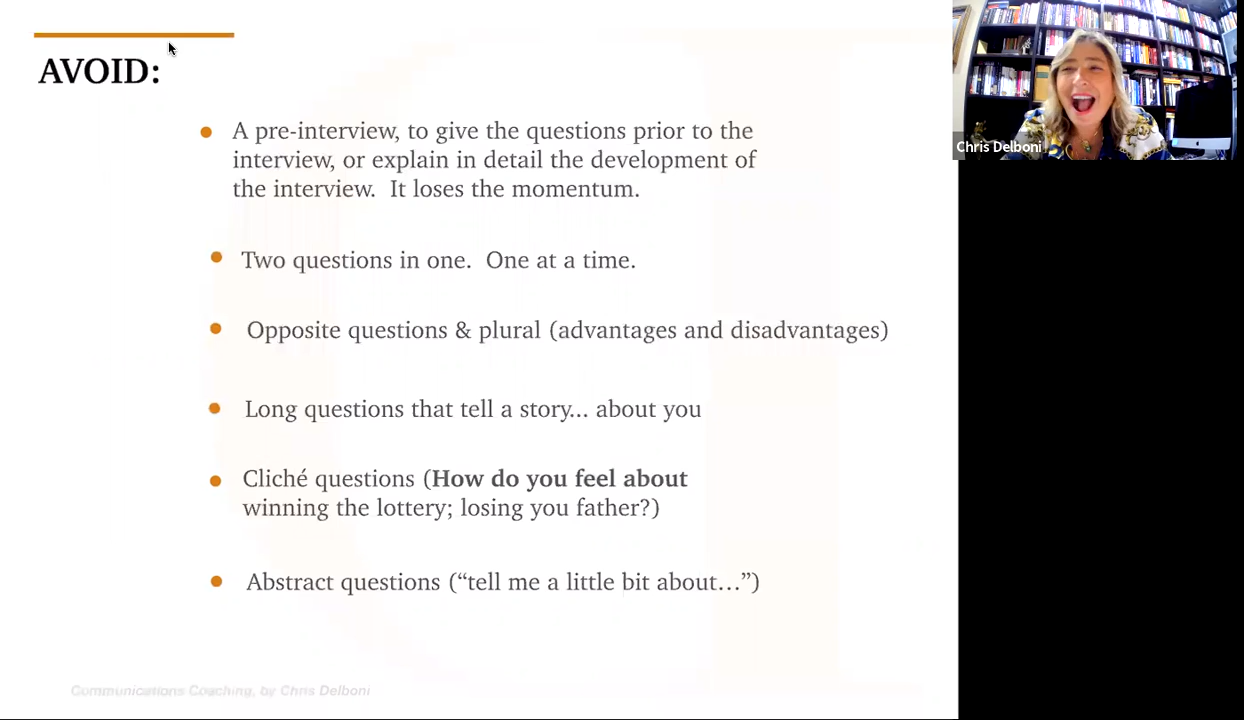 AVOID:
A pre-interview, to give the questions prior to the
interview, or explain in detail the development of
the interview. It loses the momentum.
Two questions in one. One at a time.
Opposite questions & plural (advantages and disadvantages)
Long questions that tell a story... about you
Cliché questions (How do you feel about
winning the lottery; losing you father?)
Abstract questions (“tell me a little bit about…”)
Communications Coaching, by Chris Delboni
Chris Delboni